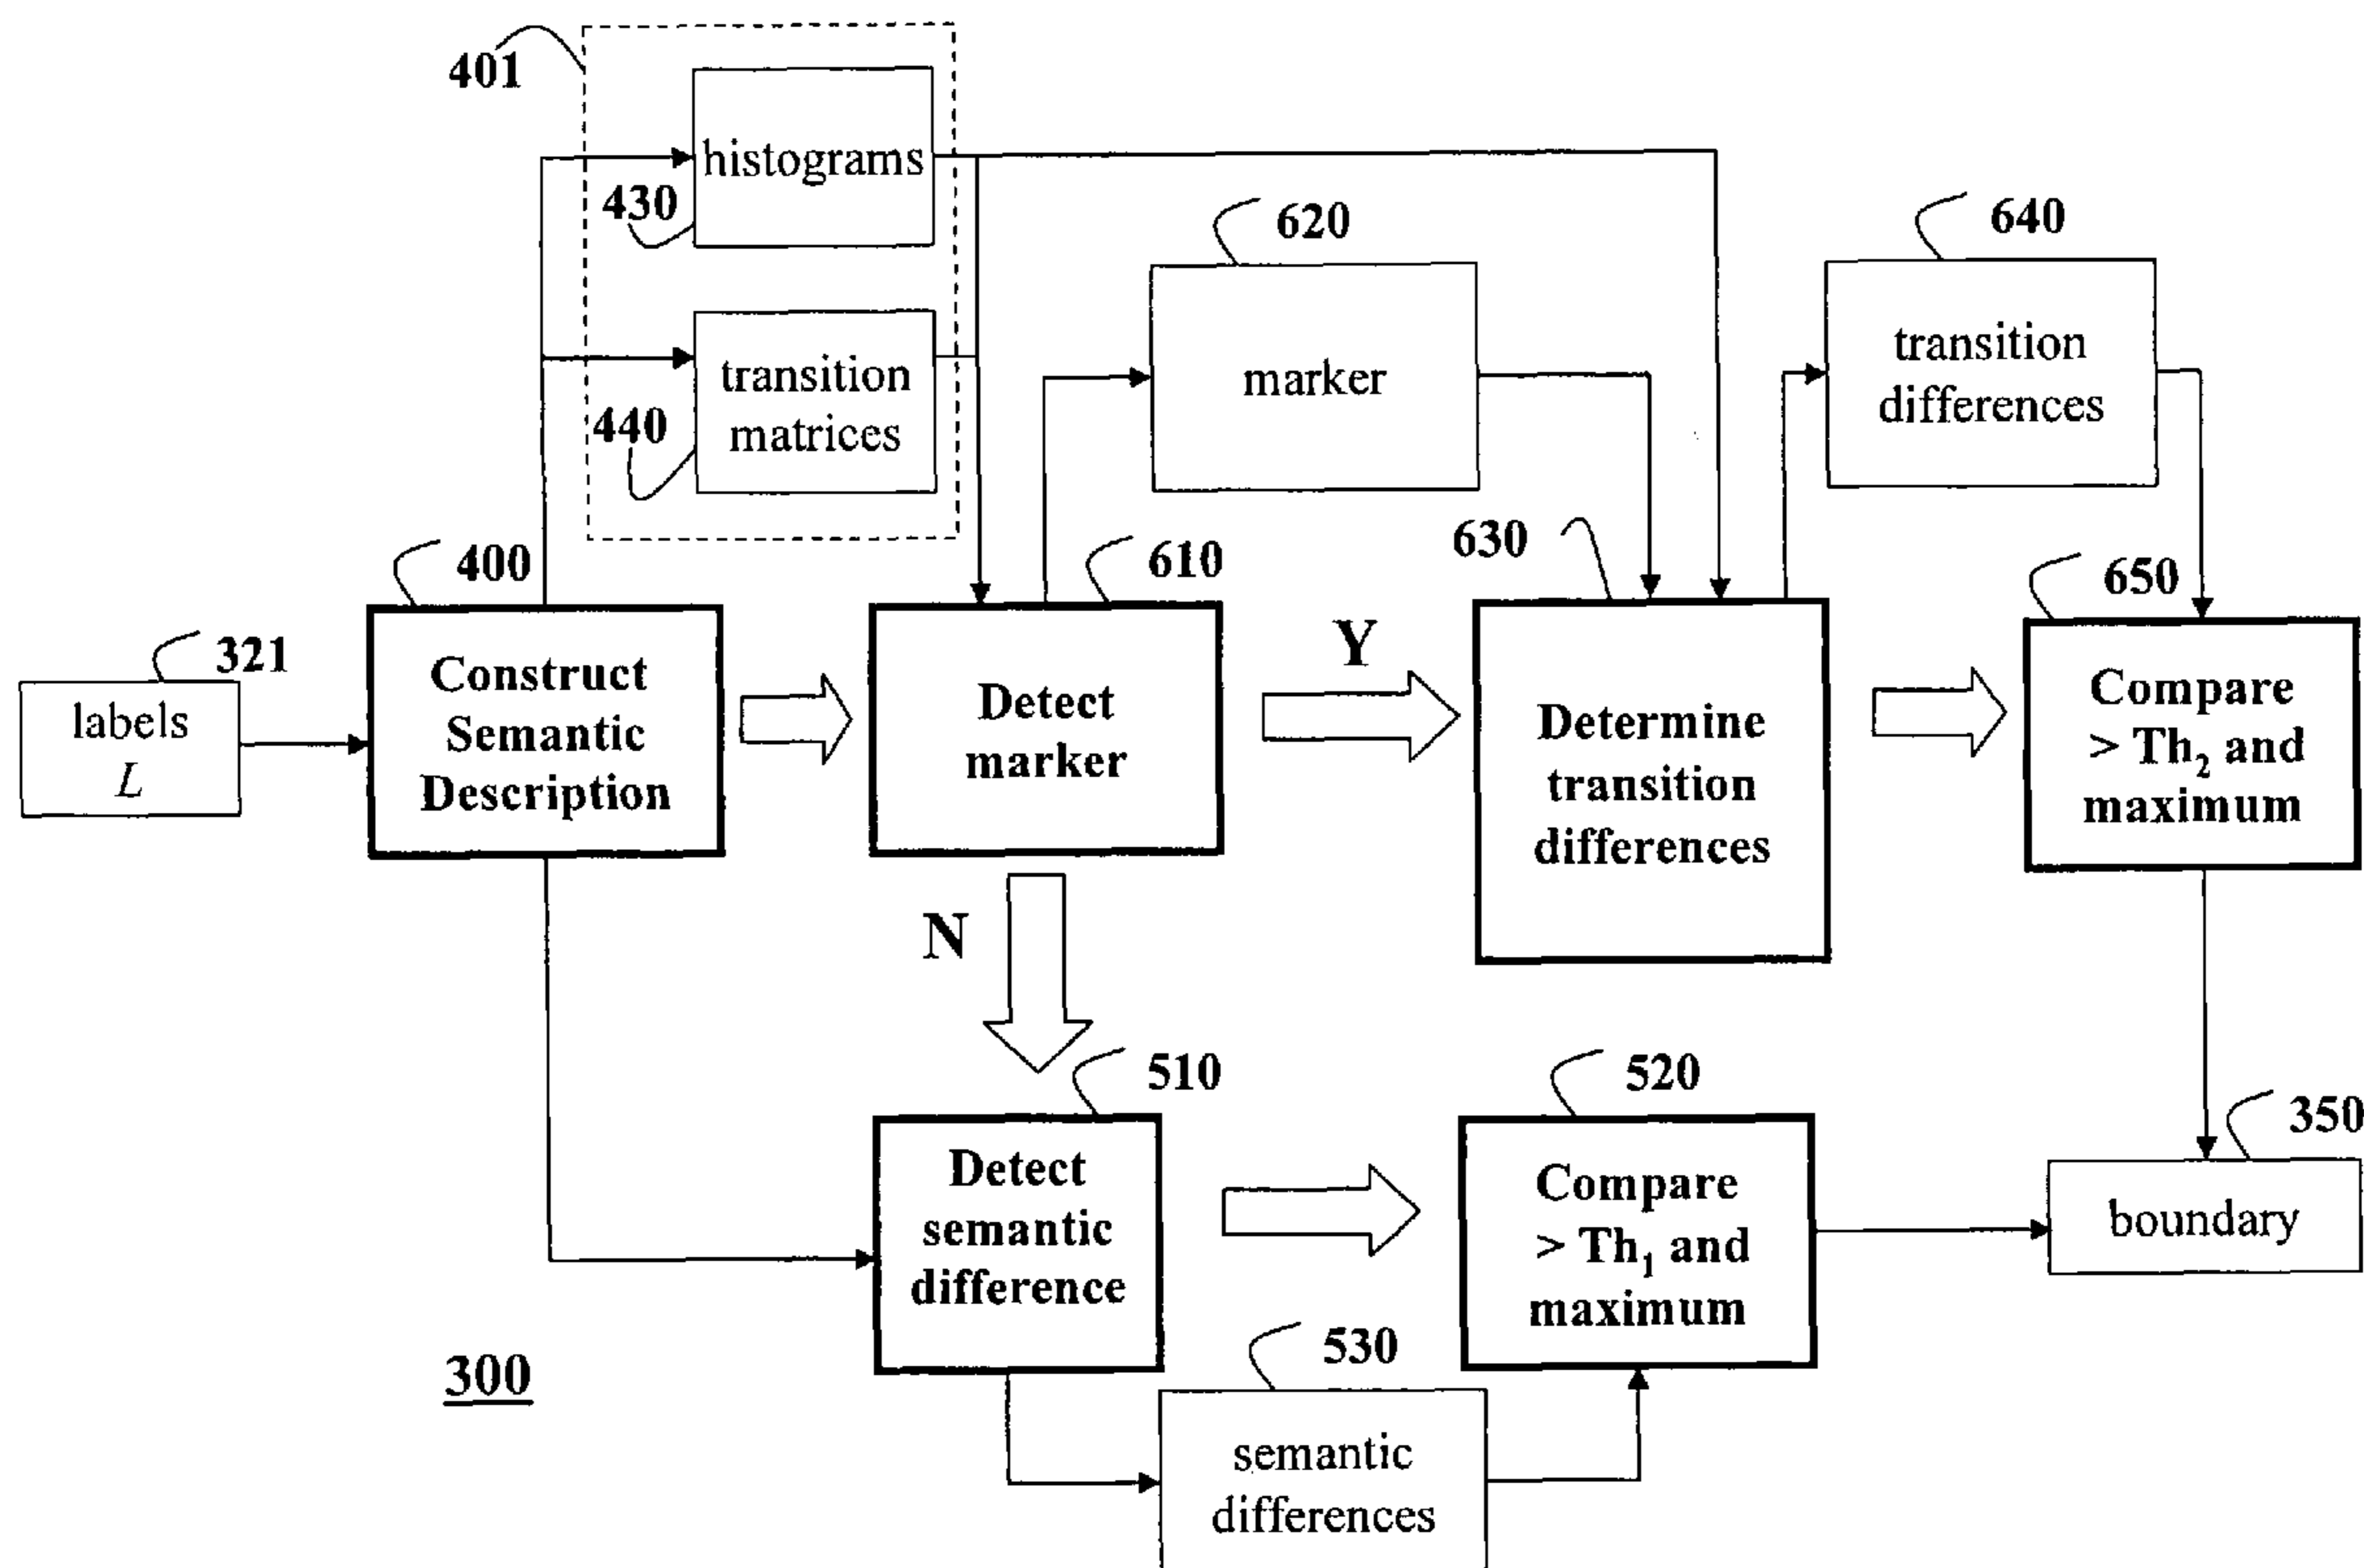 401
histograms
430
620
640
transition
matrices
440
marker
transition
differences
400
610
630
650
321
labels
L
Construct
Semantic
Description
Detect
marker
Y
Determine
transition
differences
Compare
> Th2 and
maximum
N
510
520
350
Detect
semantic
difference
Compare
> Th1 and
maximum
boundary
300
530
semantic
differences